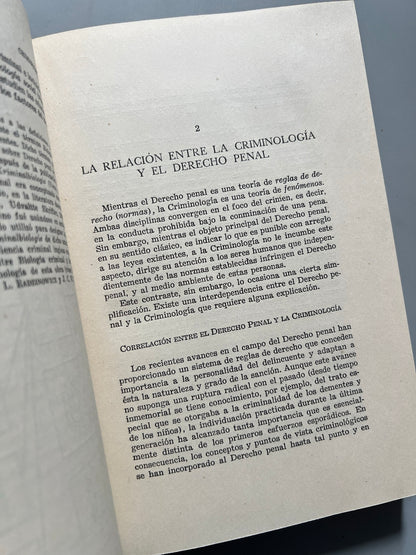 2
LA RELACIÓN ENTRE LA CRIMINOLOGÍA
Y EL DERECHO PENAL
Mientras el Derecho penal es una teoría de reglas de de-
recho (normas), la Criminología es una teoría de fenómenos.
Ambas disciplinas convergen en el foco del crimen, es decir,
en la conducta prohibida bajo la conminación de una pena.
Sin embargo, mientras el objeto principal del Derecho penal,
en su sentido clásico, es indicar lo que es punible con arreglo
a las leyes existentes, a la Criminología no le incumbe este
aspecto, dirige su atención a los seres humanos que indepen-
dientemente de las normas establecidas infringen el Derecho
penal, y al medio ambiente de estas personas.
Este contraste, sin embargo, lo ocasiona una cierta sim-
plificación. Existe una interdependencia entre el Derecho pe-
nal y la Criminología que requiere alguna explicación.
CORRELACIÓN ENTRE EL DERECHO PENAL Y LA CRIMINOLOGÍA
Los recientes avances en el campo del Derecho penal han
proporcionado un sistema de reglas de derecho que conceden
importancia a la personalidad del delincuente y adaptan a
ésta la naturaleza y grado de la sanción. Aunque este avance
no suponga una ruptura radical con el pasado (desde tiempo
inmemorial se tiene conocimiento, por ejemplo, del trato es-
pecial que se otorgaba a la criminalidad de los dementes y
de los niños), la individuación practicada durante la última
generación ha alcanzado tanta importancia que es esencial-
mente distinta de los primeros esfuerzos esporádicos. En
consecuencia, los conceptos y puntos de vista criminológicos
se han incorporado al Derecho penal hasta tal punto y en